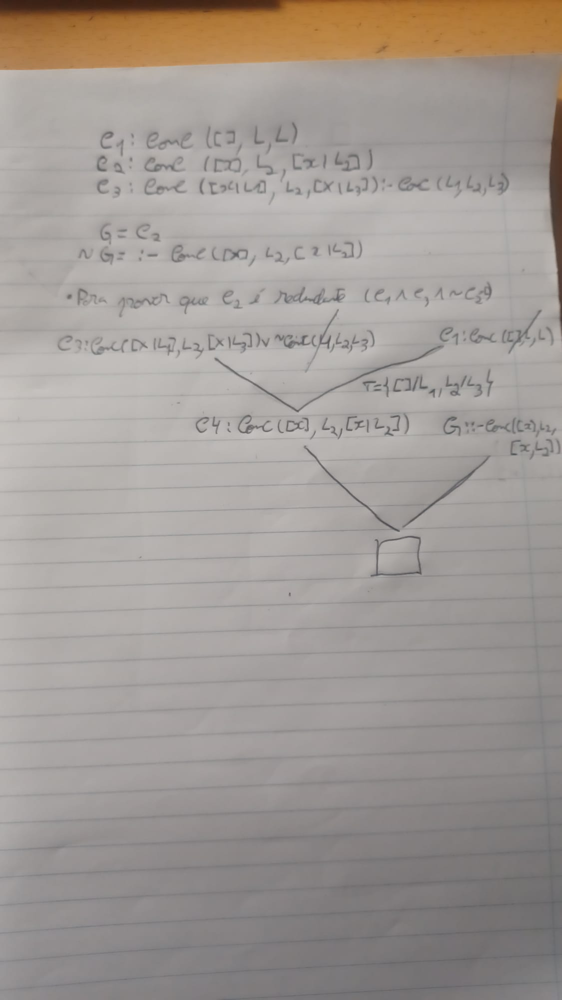 C1: Conc ([], L, L)
C2: Conc ([x], L2, [x|L2])
C3: Conc ([x|L1], L2, [X|L3]):- Coc (L1, L2, L3)
G = C2
~G = :- Conc([x], L2, [x|L2])
• Para provar que C2 é redundante (C1 ∧ C3 ∧ ~C2)
C3: Conc([X|L1], L2, [X|L3]) v ~Conc(L1, L2, L3) C1: Conc([], L, L)
T={[]/L1, L2/L3}
C4: Conc([x], L2, [x|L2]) G::-Conc([x], L2,
[x, L2])